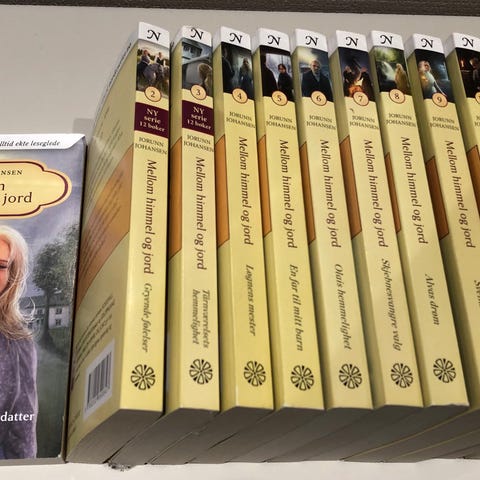 lltid ekte leseglede
NSEN
jord
datter
N
2
NY
serie
12 bøker
JORUNN
JOHANSEN
Mellom himmel og jord
Gryende følelser
N
3
NY
serie
12 bøker
JORUNN
JOHANSEN
Mellom himmel og jord
Tårnværelsets
hemmelighet
N
4
JORUNN
JOHANSEN
Mellom himmel og jord
Løgnens mester
N
5
JORUNN
JOHANSEN
Mellom himmel og jord
En far til mitt barn
N
6
JORUNN
JOHANSEN
Mellom himmel og jord
Olais hemmelighet
N
7
JORUNN
JOHANSEN
Mellom himmel og jord
Skjebnesvangre valg
N
8
JORUNN
JOHANSEN
Mellom himmel og jord
Alvas drøm
N
9
JORUNN
JOHANSEN
Mellom himmel og jord
N